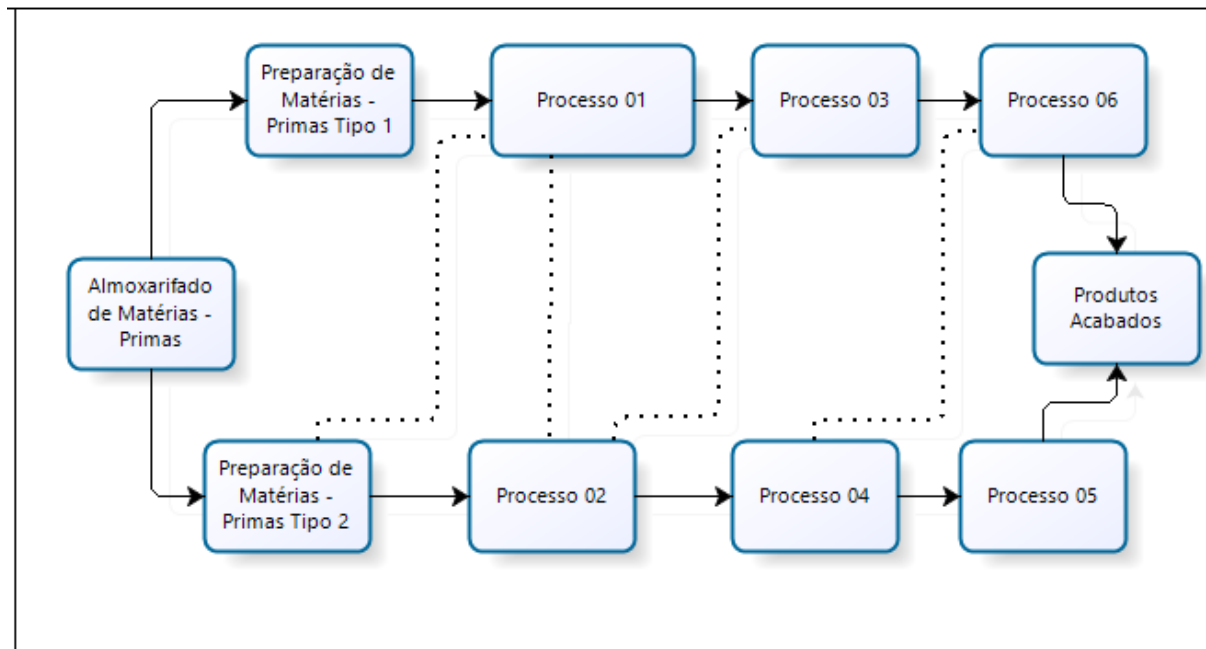 Preparação de
Matérias -
Primas Tipo 1
Processo 01
Processo 03
Processo 06
Almoxarifado
de Matérias -
Primas
Produtos
Acabados
Preparação de
Matérias -
Primas Tipo 2
Processo 02
Processo 04
Processo 05